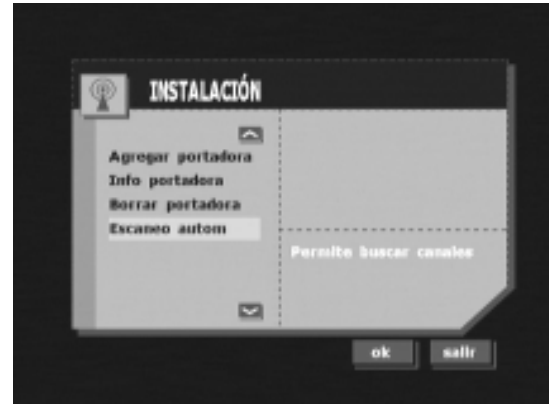 INSTALACIÓN
Agregar portadora
Info portadora
Borrar portadora
Escaneo autom
Permite buscar canales
ok
salir